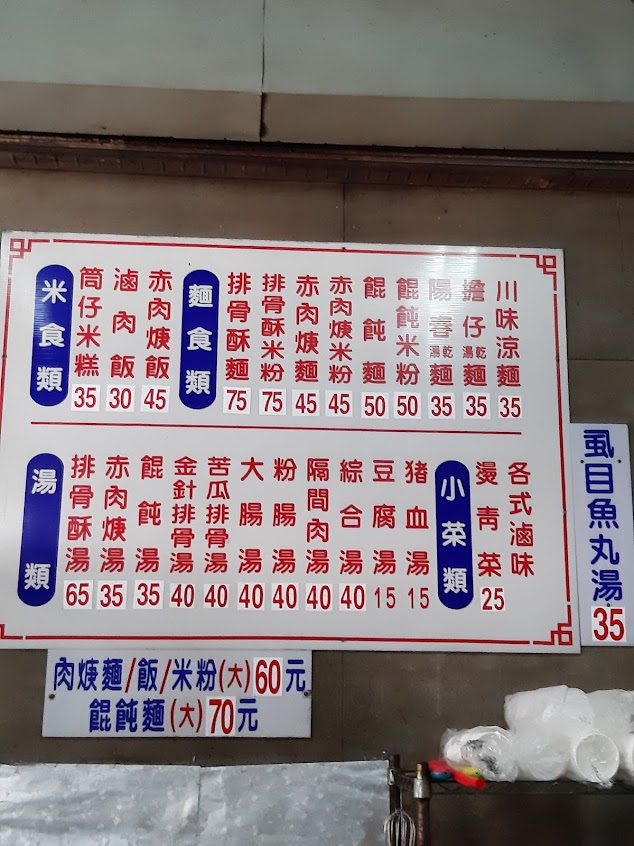 米食類
筒仔米糕 35
滷肉飯 30
赤肉焿飯 45
麵食類
排骨酥麵 75
排骨酥米粉 75
赤肉焿麵 45
赤肉焿米粉 45
餛飩麵 50
餛飩米粉 50
陽春湯乾麵 35
擔仔湯乾麵 35
川味涼麵 35
湯類
排骨酥湯 65
赤肉焿湯 35
餛飩湯 35
金針排骨湯 40
苦瓜排骨湯 40
大腸湯 40
粉腸湯 40
隔間肉湯 40
綜合湯 40
豆腐湯 15
豬血湯 15
小菜類
燙青菜 25
各式滷味
虱目魚丸湯 35
肉焿麵/飯/米粉(大)60元
餛飩麵(大)70元